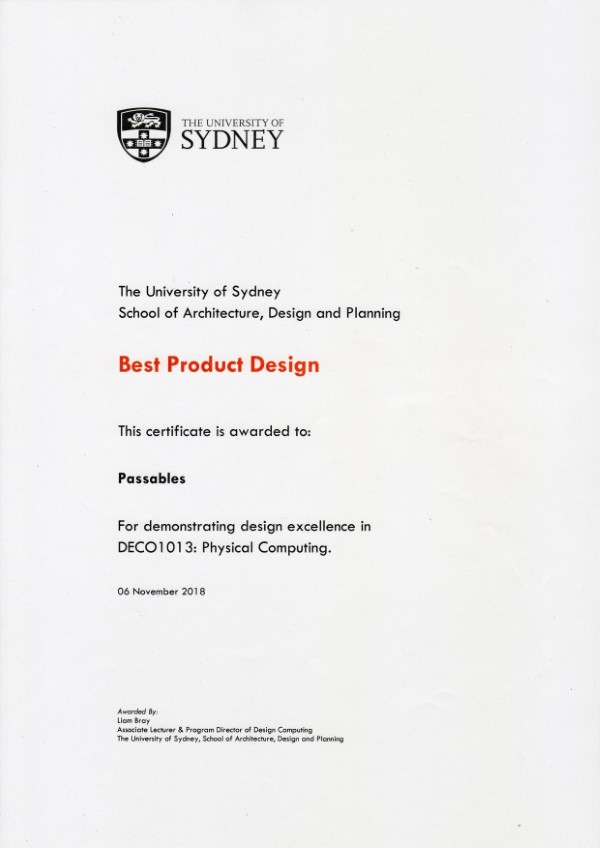 THE UNIVERSITY OF
SYDNEY
The University of Sydney
School of Architecture, Design and Planning
Best Product Design
This certificate is awarded to:
Passables
For demonstrating design excellence in
DECO1013: Physical Computing.
06 November 2018
Awarded By:
Liam Bray
Associate Lecturer & Program Director of Design Computing
The University of Sydney, School of Architecture, Design and Planning